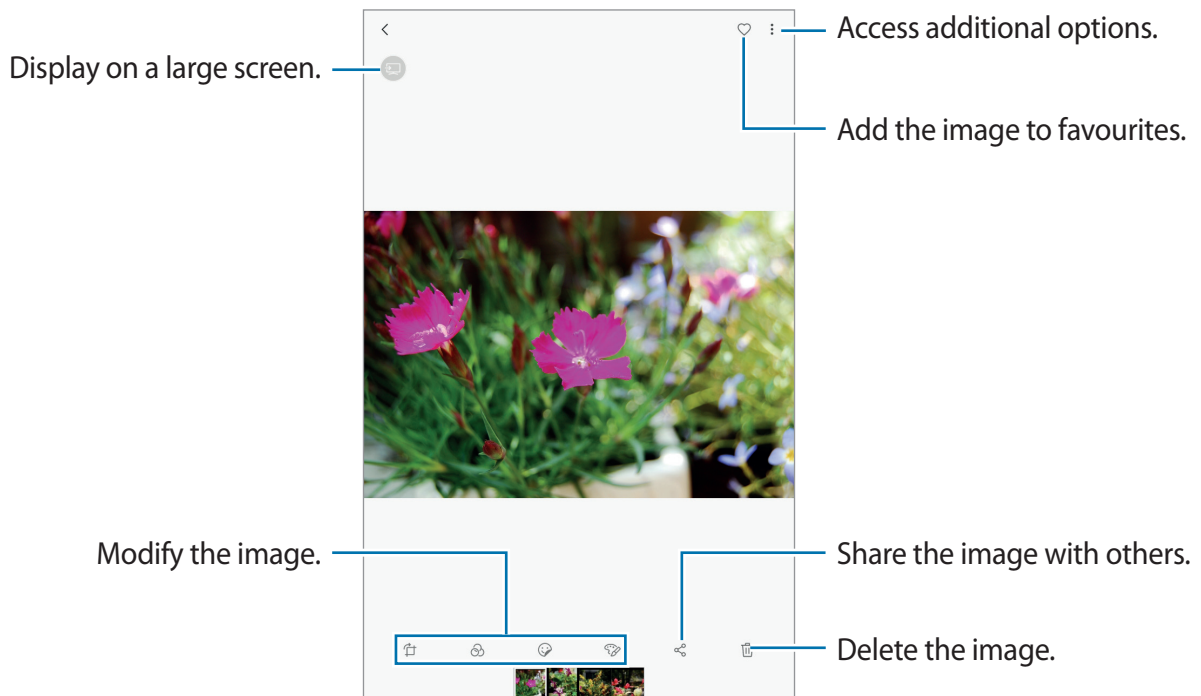 Access additional options.
Display on a large screen.
Add the image to favourites.
Modify the image.
Share the image with others.
Delete the image.